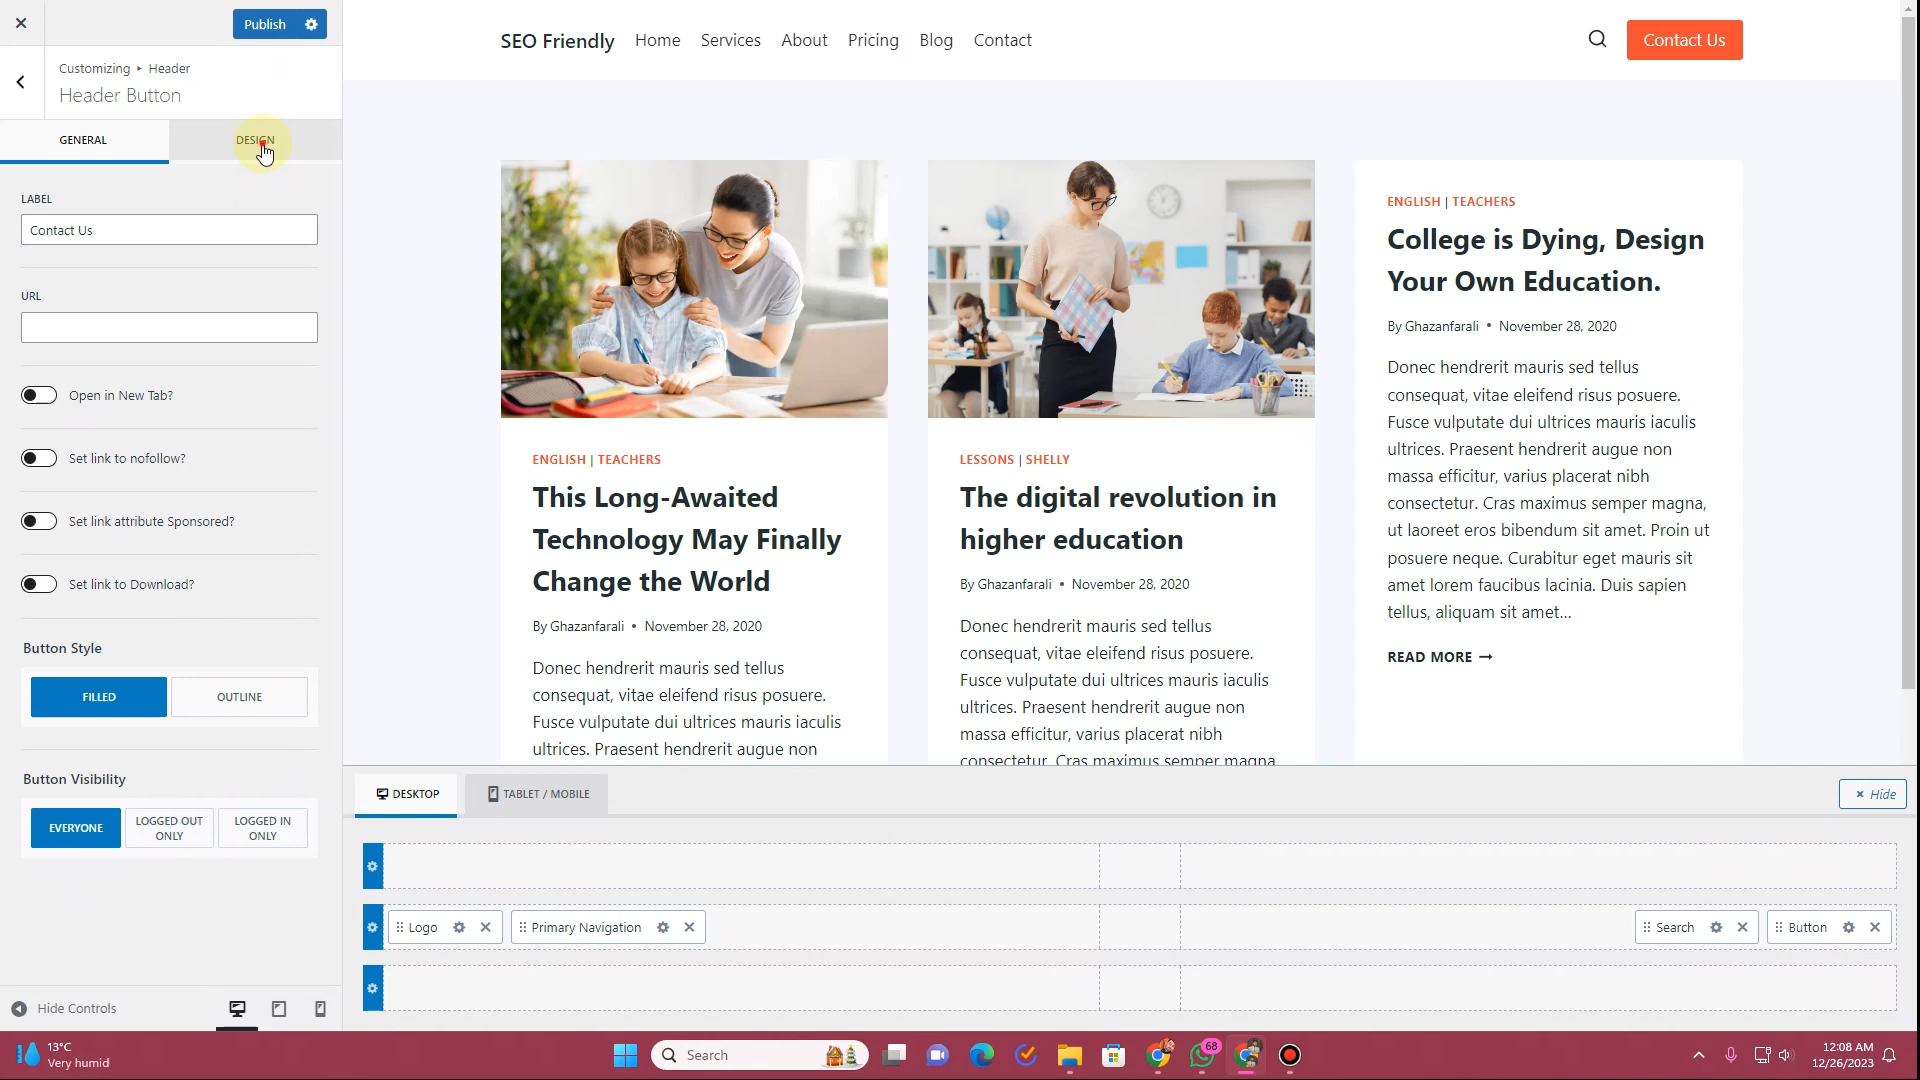 Publish
Customizing ▸ Header
Header Button
GENERAL
DESIGN
LABEL
Contact Us
URL
Open in New Tab?
Set link to nofollow?
Set link attribute Sponsored?
Set link to Download?
Button Style
FILLED
OUTLINE
Button Visibility
EVERYONE
LOGGED OUT
ONLY
LOGGED IN
ONLY
Hide Controls
SEO Friendly
Home
Services
About
Pricing
Blog
Contact
Contact Us
ENGLISH | TEACHERS
This Long-Awaited
Technology May Finally
Change the World
By Ghazanfarali • November 28, 2020
Donec hendrerit mauris sed tellus
consequat, vitae eleifend risus posuere.
Fusce vulputate dui ultrices mauris iaculis
ultrices. Praesent hendrerit augue non
LESSONS | SHELLY
The digital revolution in
higher education
By Ghazanfarali • November 28, 2020
Donec hendrerit mauris sed tellus
consequat, vitae eleifend risus posuere.
Fusce vulputate dui ultrices mauris iaculis
ultrices. Praesent hendrerit augue non
massa efficitur, varius placerat nibh
consectetur. Cras maximus semper magna
ENGLISH | TEACHERS
College is Dying, Design
Your Own Education.
By Ghazanfarali • November 28, 2020
Donec hendrerit mauris sed tellus
consequat, vitae eleifend risus posuere.
Fusce vulputate dui ultrices mauris iaculis
ultrices. Praesent hendrerit augue non
massa efficitur, varius placerat nibh
consectetur. Cras maximus semper magna,
ut laoreet eros bibendum sit amet. Proin ut
posuere neque. Curabitur eget mauris sit
amet lorem faucibus lacinia. Duis sapien
tellus, aliquam sit amet...
READ MORE →
DESKTOP
TABLET / MOBILE
× Hide
Logo
Primary Navigation
Search
Button
13°C
Very humid
Search
68
12:08 AM
12/26/2023